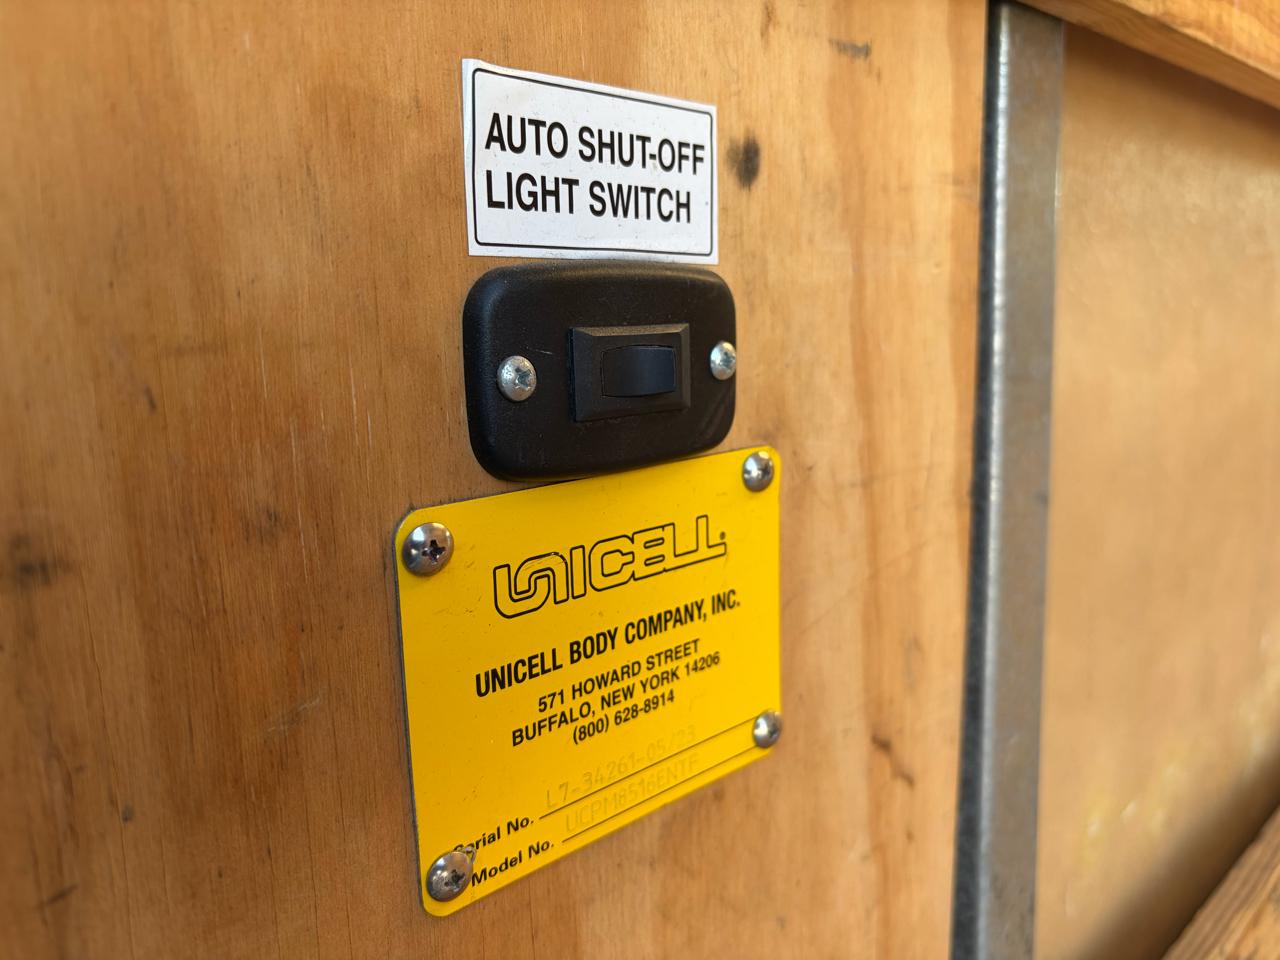 AUTO SHUT-OFF
LIGHT SWITCH
UNICELL®
UNICELL BODY COMPANY, INC.
571 HOWARD STREET
BUFFALO, NEW YORK 14206
(800) 628-8914
Serial No. L7-34261-05/23
Model No. UCPM8516ENTF